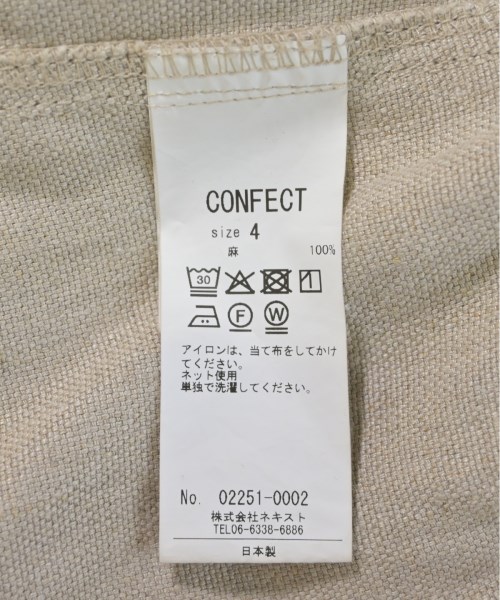 CONFECT
size 4
麻 100%
30
F W
アイロンは、当て布をしてかけ
てください。
ネット使用
単独で洗濯してください。
No. 02251-0002
株式会社ネキスト
TEL06-6338-6886
日本製